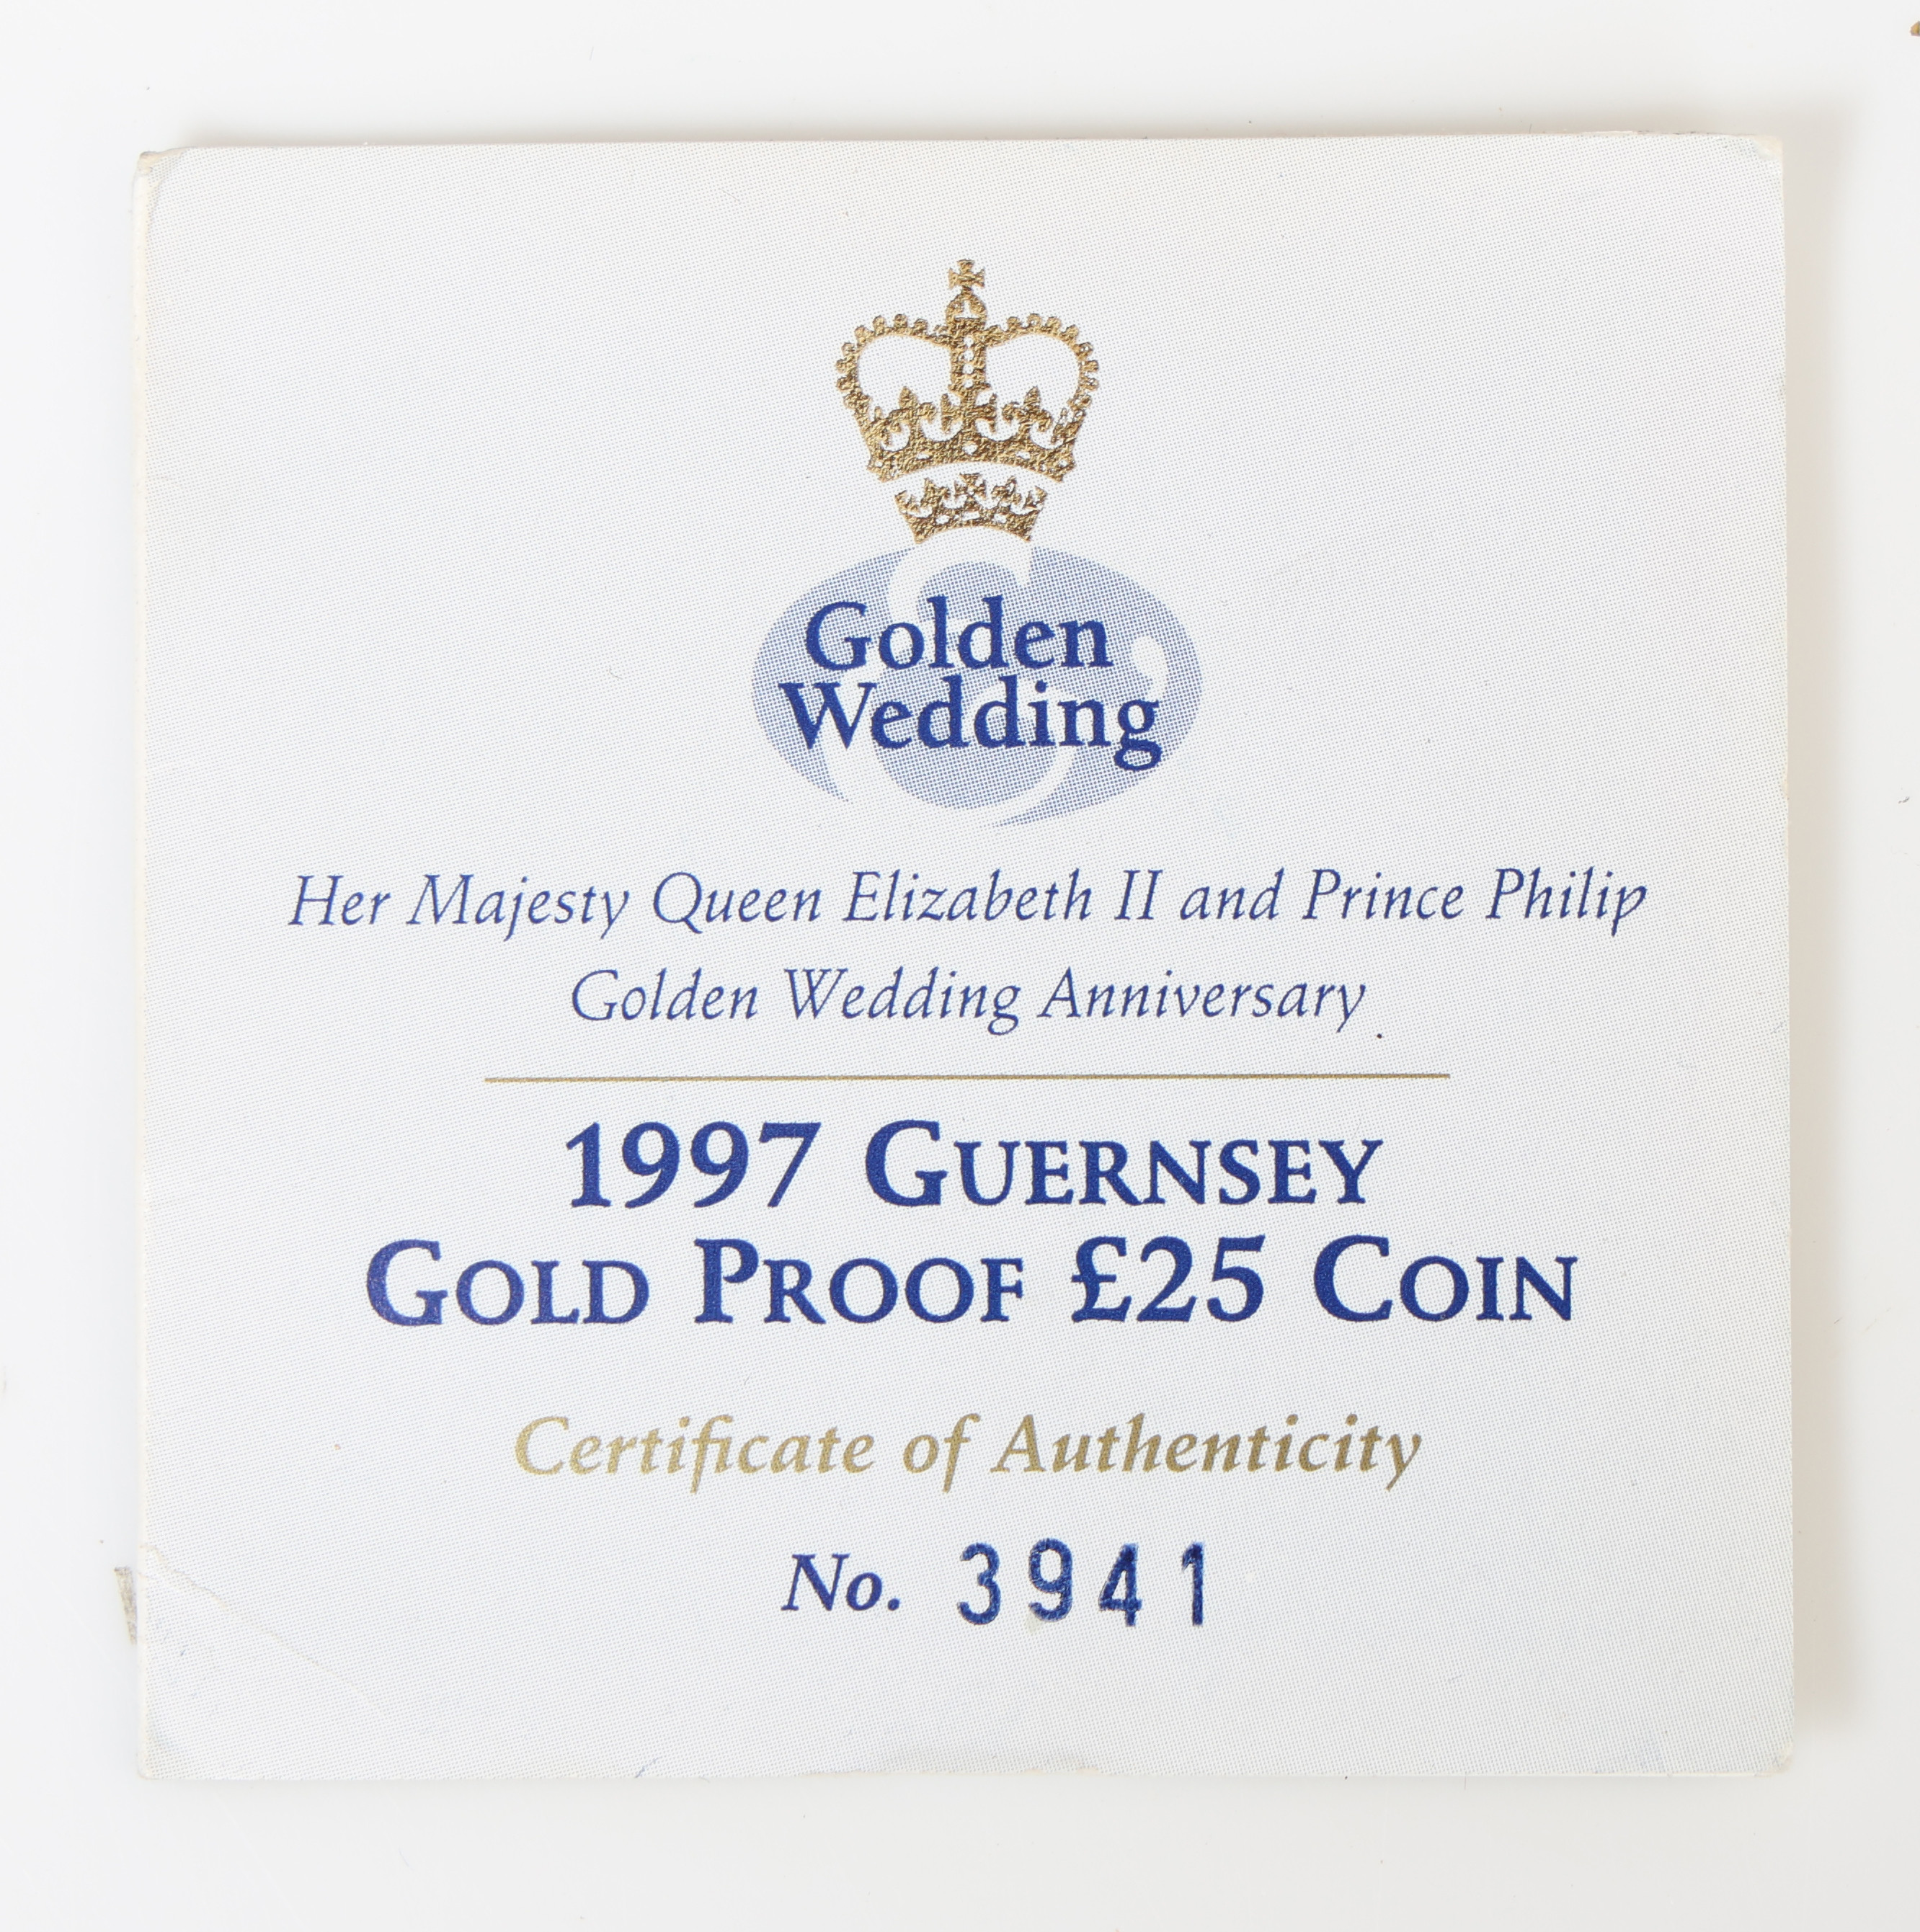 Golden
Wedding
Her Majesty Queen Elizabeth II and Prince Philip
Golden Wedding Anniversary
1997 Guernsey
Gold Proof £25 Coin
Certificate of Authenticity
No. 3941